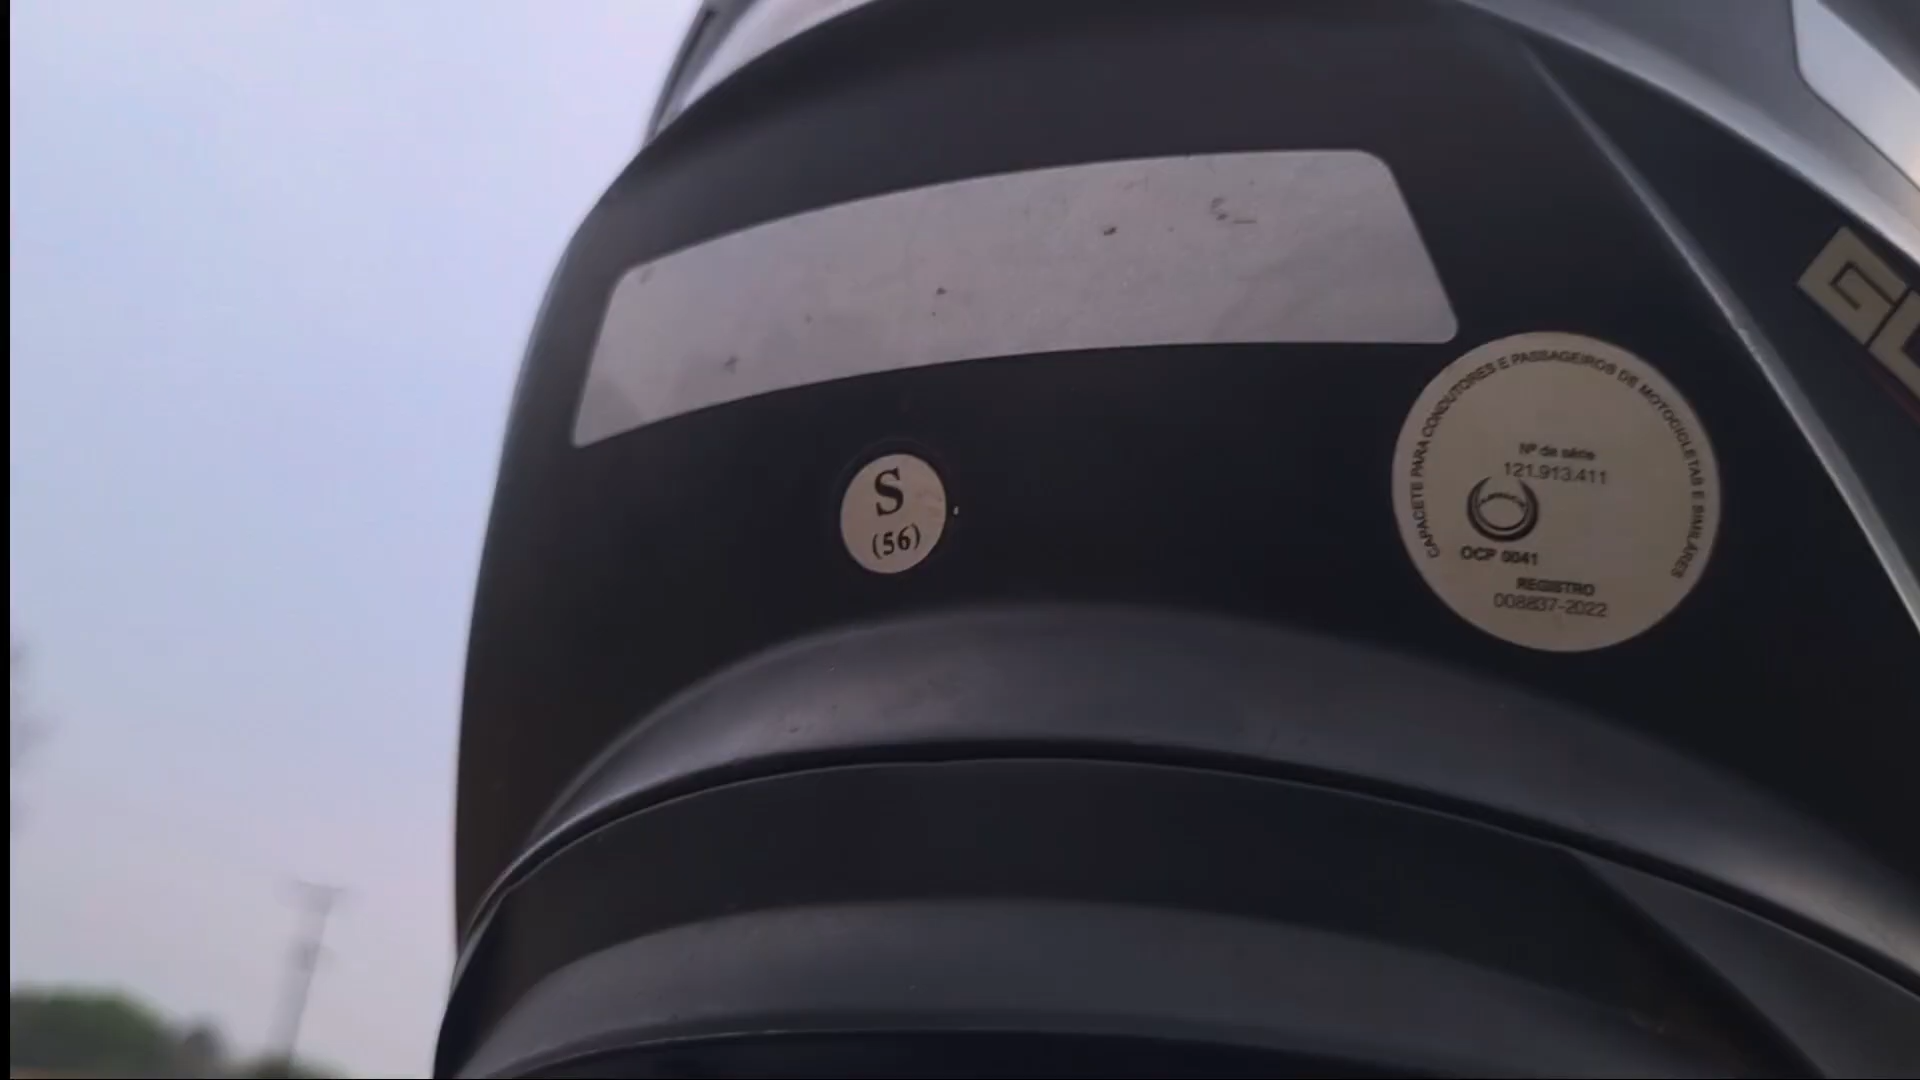 S
(56)
CAPACETE PARA CONDUTORES E PASSAGEIROS DE MOTOCICLETAS E SIMILARES
Nº de série
121.913.411
OCP 0041
REGISTRO
008837-2022